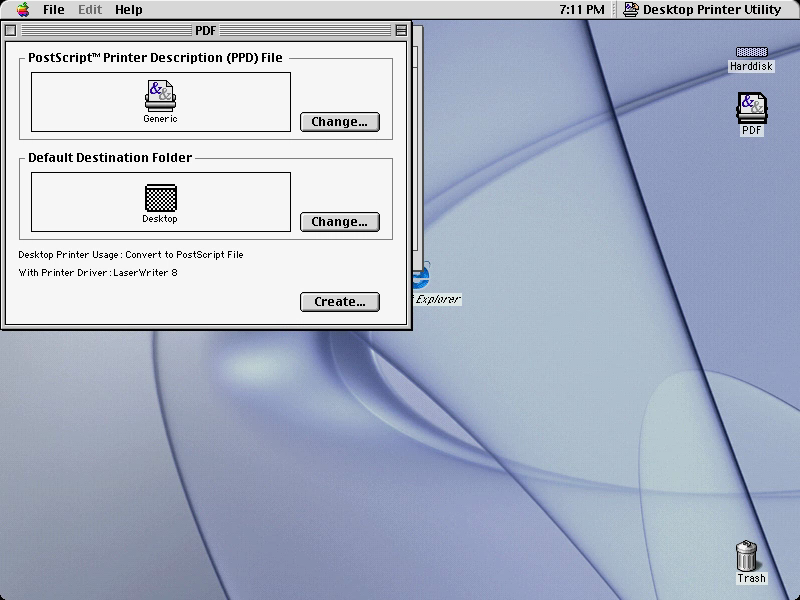 File Edit Help
7:11 PM
Desktop Printer Utility
PDF
PostScript™ Printer Description (PPD) File
Generic
Change...
Default Destination Folder
Desktop
Change...
Desktop Printer Usage: Convert to PostScript File
With Printer Driver: LaserWriter 8
Create...
Explorer
Harddisk
PDF
Trash